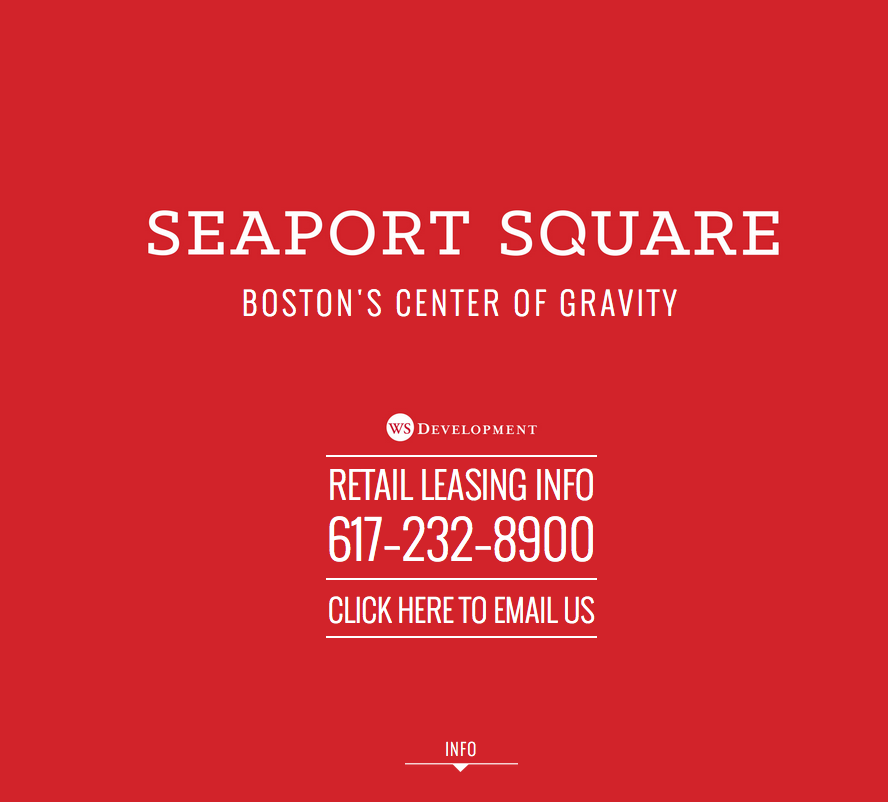 SEAPORT SQUARE
BOSTON'S CENTER OF GRAVITY
WS DEVELOPMENT
RETAIL LEASING INFO
617-232-8900
CLICK HERE TO EMAIL US
INFO